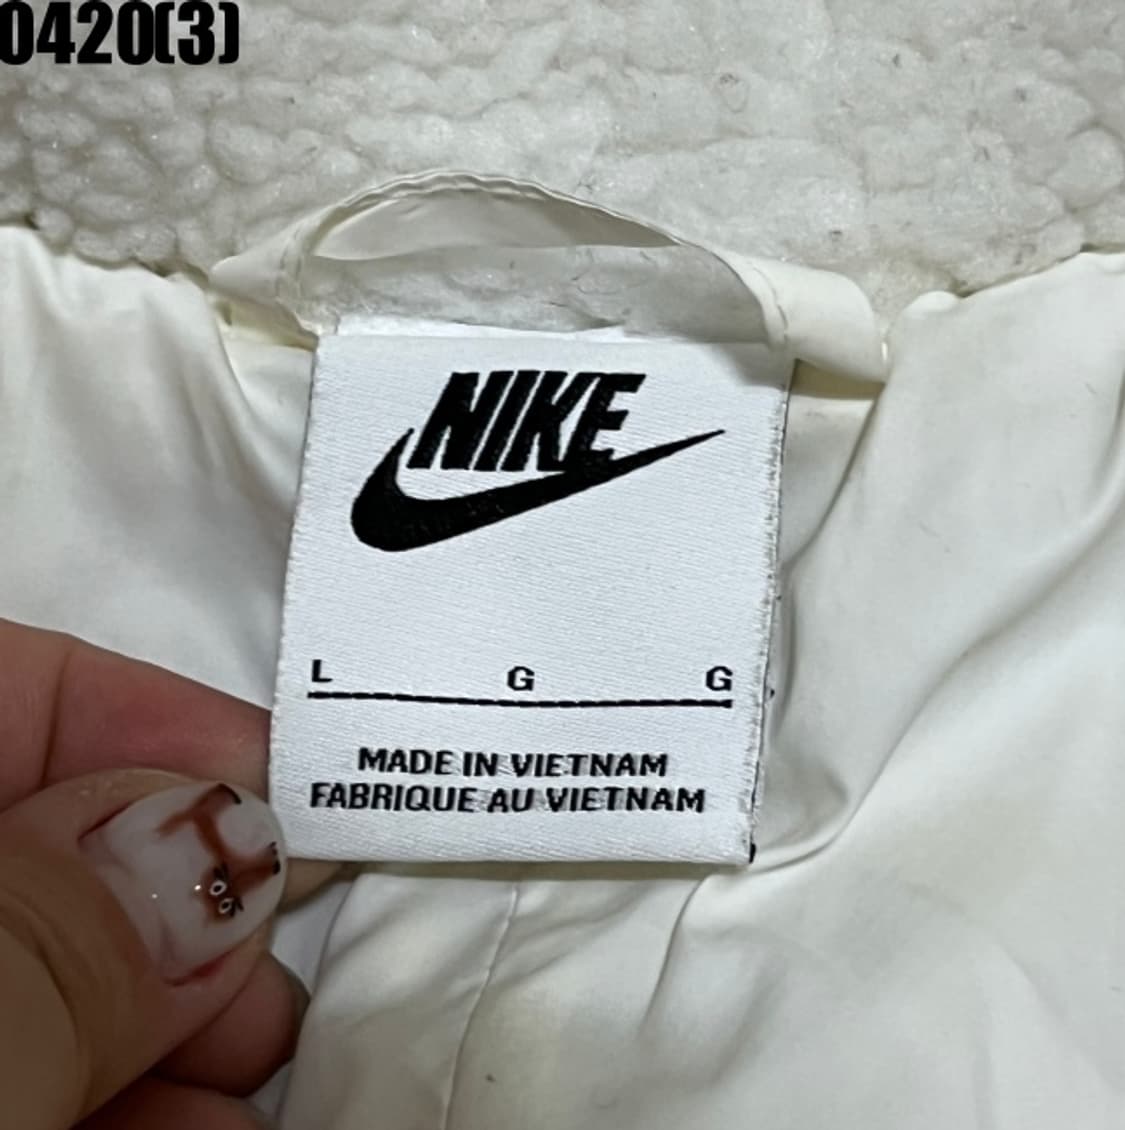 0420(3)
NIKE
L G G
MADE IN VIETNAM
FABRIQUE AU VIETNAM